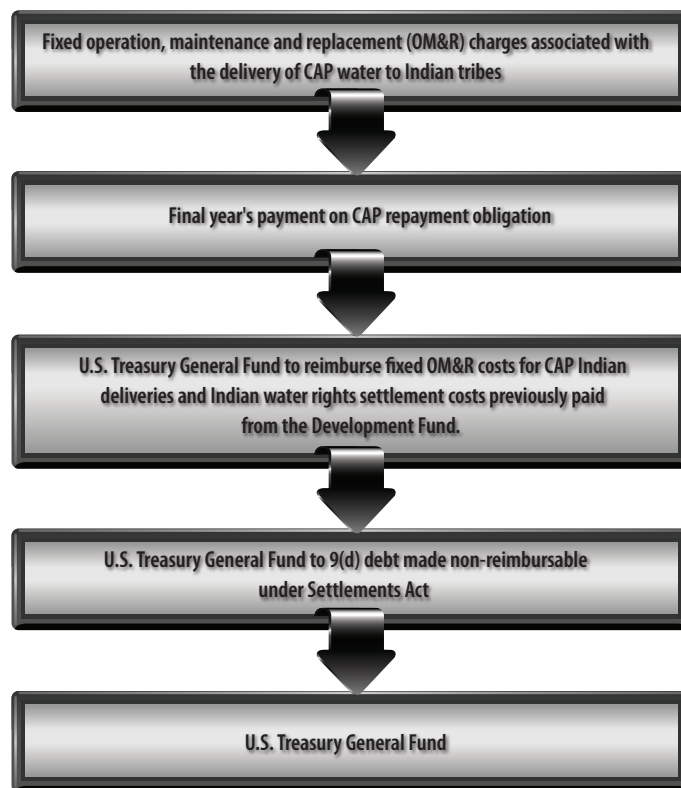 Fixed operation, maintenance and replacement (OM&R) charges associated with
the delivery of CAP water to Indian tribes
Final year's payment on CAP repayment obligation
U.S. Treasury General Fund to reimburse fixed OM&R costs for CAP Indian
deliveries and Indian water rights settlement costs previously paid
from the Development Fund.
U.S. Treasury General Fund to 9(d) debt made non-reimbursable
under Settlements Act
U.S. Treasury General Fund